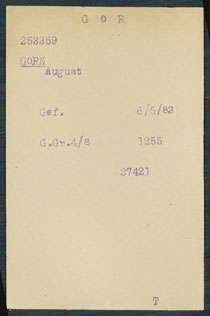 G O R
253359
GORN
August
Gef. 6/5/83
G.Gr.4/8 1255
27421
T